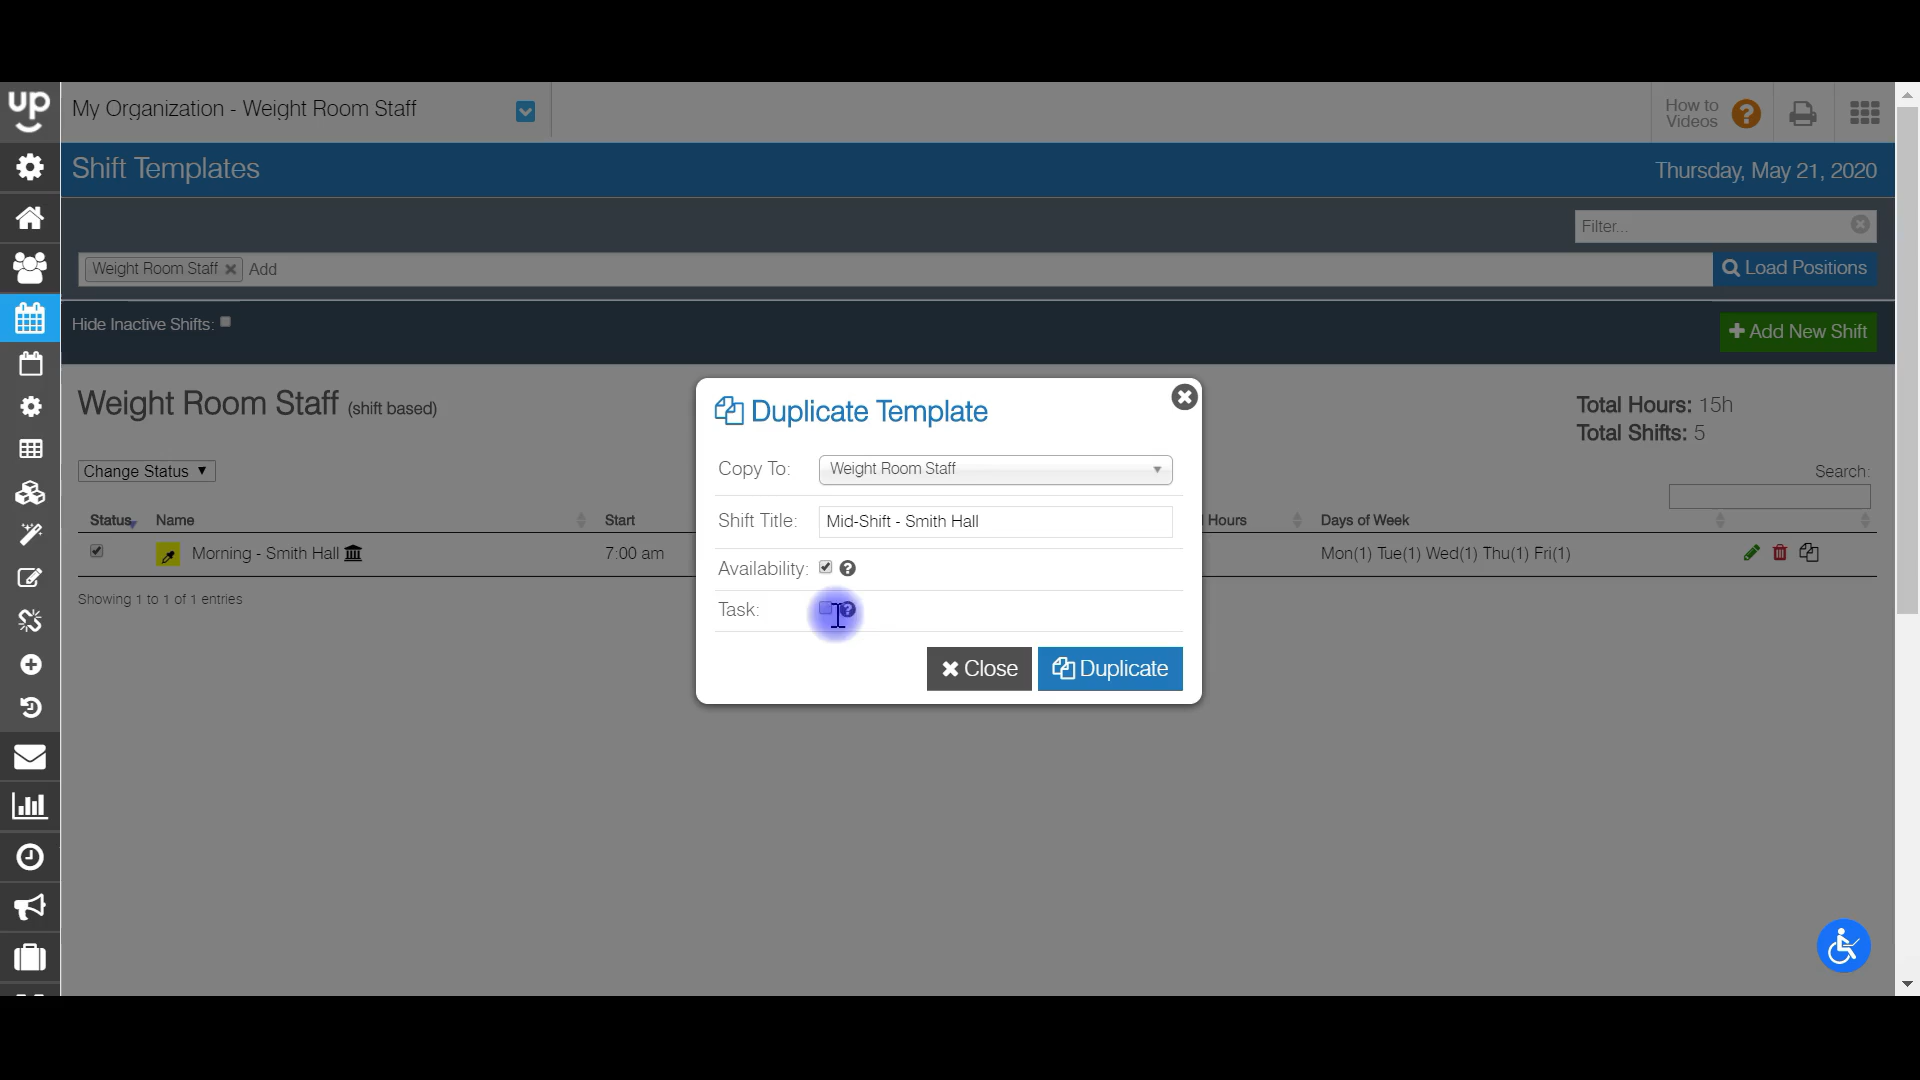 up
My Organization - Weight Room Staff
How to
Videos
Shift Templates
Thursday, May 21, 2020
Filter...
Weight Room Staff
Add
Load Positions
Hide Inactive Shifts:
Add New Shift
Weight Room Staff (shift based)
Total Hours: 15h
Total Shifts: 5
Change Status
Search:
Status Name Start Hours Days of Week
Morning - Smith Hall 7:00 am Mon(1) Tue(1) Wed(1) Thu(1) Fri(1)
Showing 1 to 1 of 1 entries
Duplicate Template
Copy To: Weight Room Staff
Shift Title: Mid-Shift - Smith Hall
Availability:
Task:
Close
Duplicate